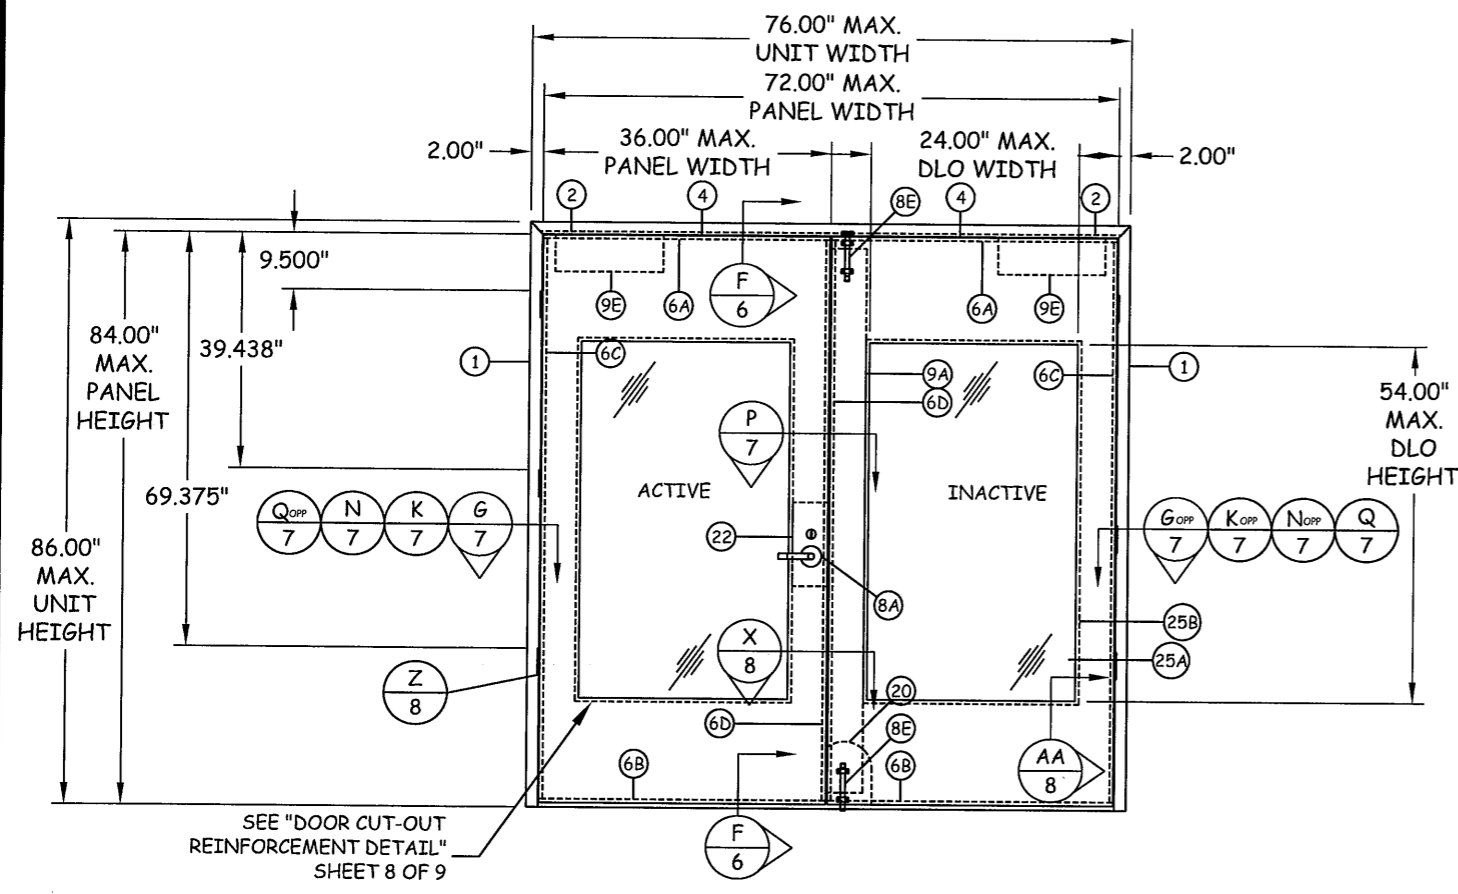 76.00" MAX.
UNIT WIDTH
72.00" MAX.
PANEL WIDTH
2.00"
36.00" MAX.
PANEL WIDTH
24.00" MAX.
DLO WIDTH
2.00"
2
4
8E
4
2
9.500"
9E
6A
F
6
6A
9E
84.00"
MAX.
PANEL
HEIGHT
39.438"
1
6C
9A
6D
6C
1
54.00"
MAX.
DLO
HEIGHT
P
7
ACTIVE
INACTIVE
69.375"
QOPP
7
N
7
K
7
G
7
22
8A
GOPP
7
KOPP
7
NOPP
7
Q
7
86.00"
MAX.
UNIT
HEIGHT
X
8
25B
25A
Z
8
20
6D
8E
6B
6B
AA
8
SEE "DOOR CUT-OUT
REINFORCEMENT DETAIL"
SHEET 8 OF 9
F
6